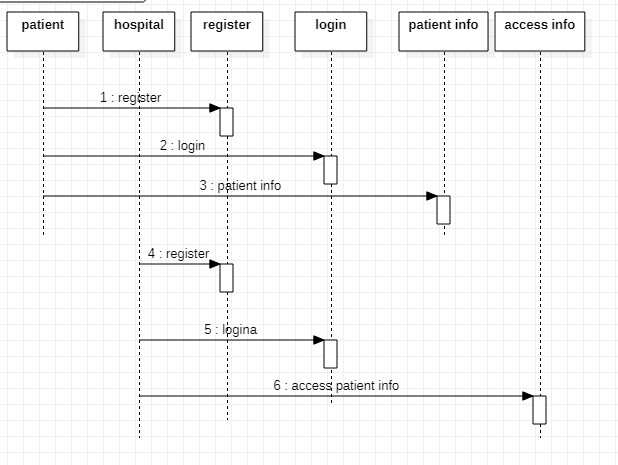 patient
hospital
register
login
patient info
access info
1 : register
2 : login
3 : patient info
4 : register
5 : logina
6 : access patient info